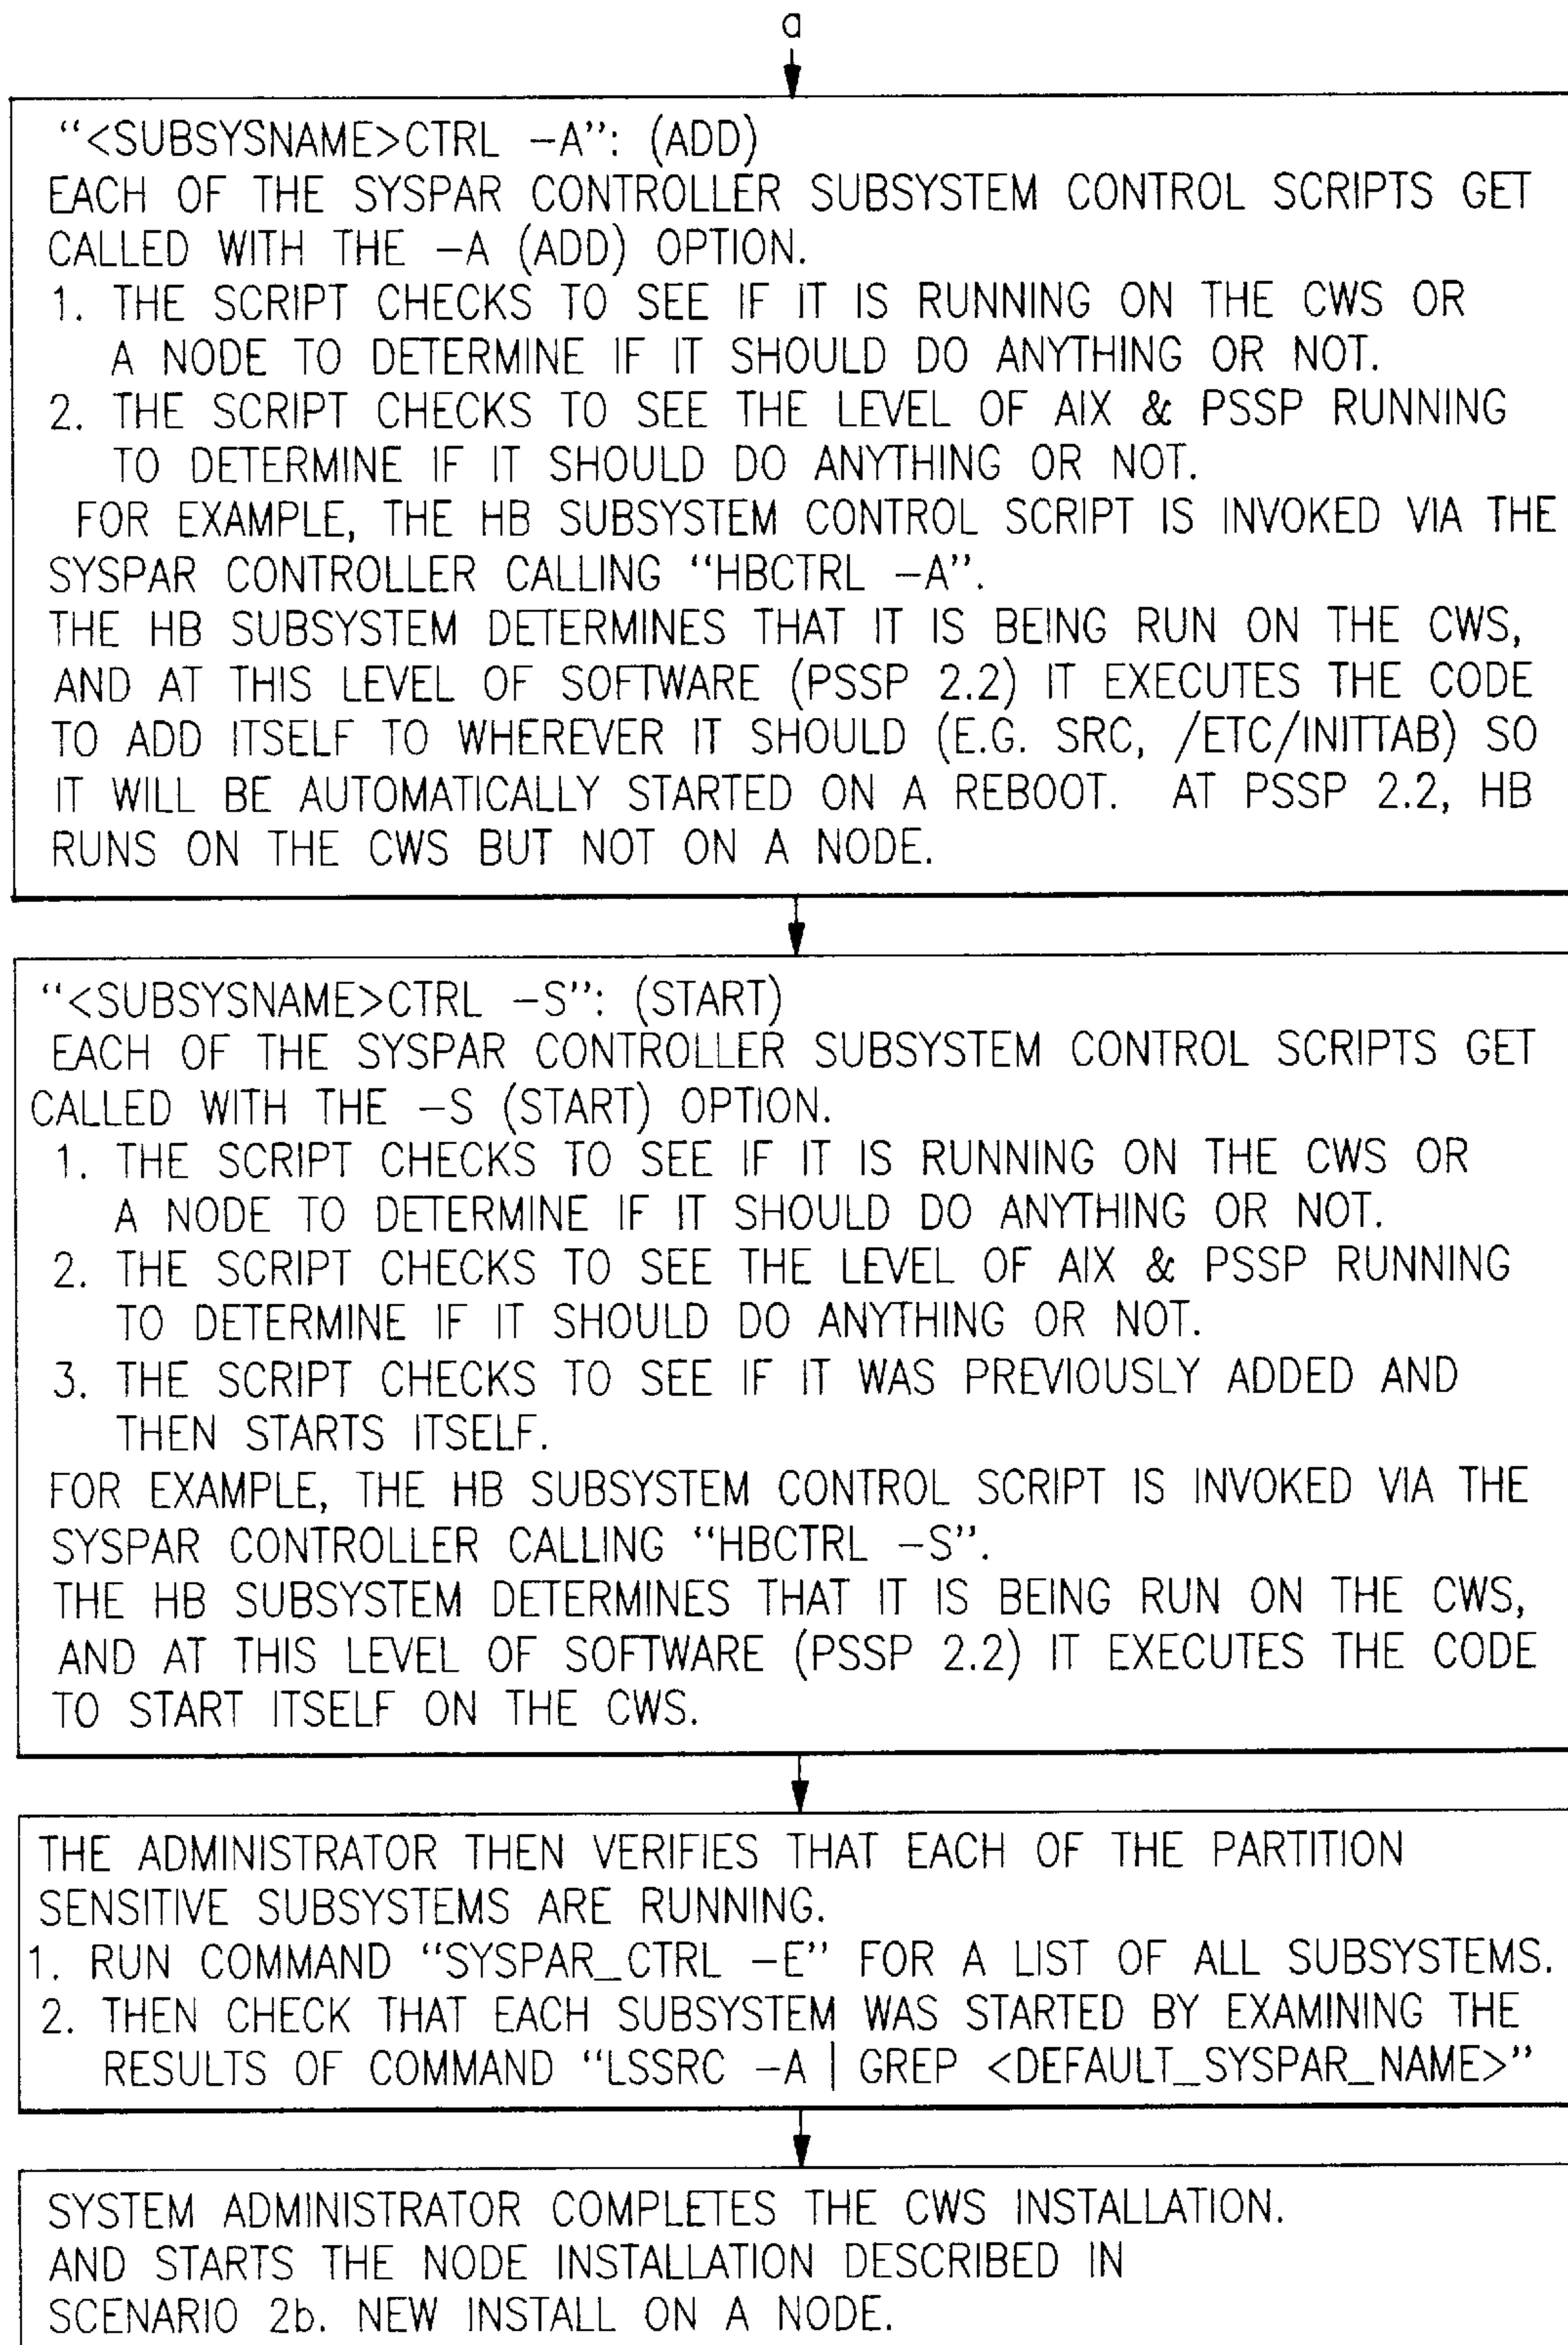 a
“<SUBSYSNAME>CTRL –A”: (ADD)
EACH OF THE SYSPAR CONTROLLER SUBSYSTEM CONTROL SCRIPTS GET
CALLED WITH THE –A (ADD) OPTION.
1. THE SCRIPT CHECKS TO SEE IF IT IS RUNNING ON THE CWS OR
A NODE TO DETERMINE IF IT SHOULD DO ANYTHING OR NOT.
2. THE SCRIPT CHECKS TO SEE THE LEVEL OF AIX & PSSP RUNNING
TO DETERMINE IF IT SHOULD DO ANYTHING OR NOT.
FOR EXAMPLE, THE HB SUBSYSTEM CONTROL SCRIPT IS INVOKED VIA THE
SYSPAR CONTROLLER CALLING “HBCTRL –A”.
THE HB SUBSYSTEM DETERMINES THAT IT IS BEING RUN ON THE CWS,
AND AT THIS LEVEL OF SOFTWARE (PSSP 2.2) IT EXECUTES THE CODE
TO ADD ITSELF TO WHEREVER IT SHOULD (E.G. SRC, /ETC/INITTAB) SO
IT WILL BE AUTOMATICALLY STARTED ON A REBOOT. AT PSSP 2.2, HB
RUNS ON THE CWS BUT NOT ON A NODE.
“<SUBSYSNAME>CTRL –S”: (START)
EACH OF THE SYSPAR CONTROLLER SUBSYSTEM CONTROL SCRIPTS GET
CALLED WITH THE –S (START) OPTION.
1. THE SCRIPT CHECKS TO SEE IF IT IS RUNNING ON THE CWS OR
A NODE TO DETERMINE IF IT SHOULD DO ANYTHING OR NOT.
2. THE SCRIPT CHECKS TO SEE THE LEVEL OF AIX & PSSP RUNNING
TO DETERMINE IF IT SHOULD DO ANYTHING OR NOT.
3. THE SCRIPT CHECKS TO SEE IF IT WAS PREVIOUSLY ADDED AND
THEN STARTS ITSELF.
FOR EXAMPLE, THE HB SUBSYSTEM CONTROL SCRIPT IS INVOKED VIA THE
SYSPAR CONTROLLER CALLING “HBCTRL –S”.
THE HB SUBSYSTEM DETERMINES THAT IT IS BEING RUN ON THE CWS,
AND AT THIS LEVEL OF SOFTWARE (PSSP 2.2) IT EXECUTES THE CODE
TO START ITSELF ON THE CWS.
THE ADMINISTRATOR THEN VERIFIES THAT EACH OF THE PARTITION
SENSITIVE SUBSYSTEMS ARE RUNNING.
1. RUN COMMAND “SYSPAR_CTRL –E” FOR A LIST OF ALL SUBSYSTEMS.
2. THEN CHECK THAT EACH SUBSYSTEM WAS STARTED BY EXAMINING THE
RESULTS OF COMMAND “LSSRC –A | GREP <DEFAULT_SYSPAR_NAME>”
SYSTEM ADMINISTRATOR COMPLETES THE CWS INSTALLATION.
AND STARTS THE NODE INSTALLATION DESCRIBED IN
SCENARIO 2b. NEW INSTALL ON A NODE.